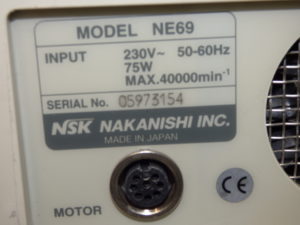 MODEL NE69
INPUT 230V~ 50-60Hz
75W
MAX.40000min⁻¹
SERIAL No. 05973154
NSK NAKANISHI INC.
MADE IN JAPAN
MOTOR
CE